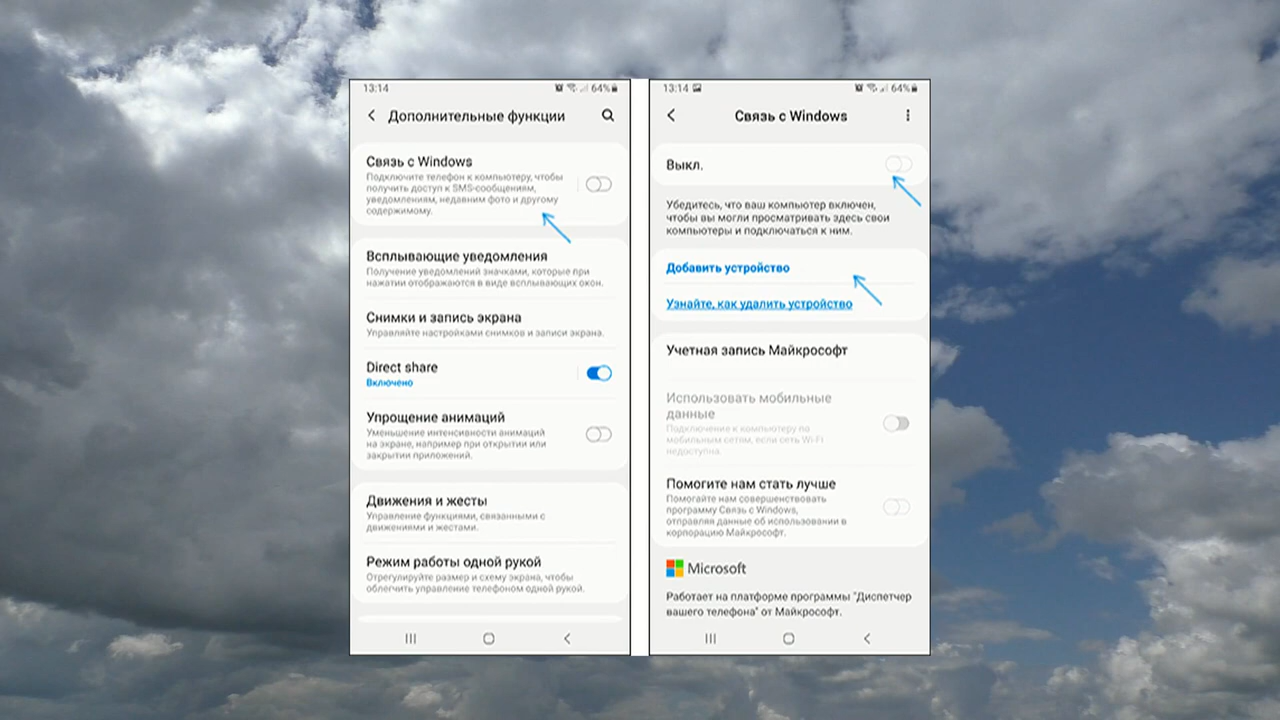 13:14
64%
Дополнительные функции
Связь с Windows
Подключите телефон к компьютеру, чтобы
получить доступ к SMS-сообщениям,
уведомлениям, недавним фото и другому
содержимому.
Всплывающие уведомления
Получение уведомлений значками, которые при
нажатии отображаются в виде всплывающих окон.
Снимки и запись экрана
Управляйте настройками снимков и записи экрана.
Direct share
Включено
Упрощение анимаций
Уменьшение интенсивности анимаций
на экране, например при открытии или
закрытии приложений.
Движения и жесты
Управление функциями, связанными с
движениями и жестами.
Режим работы одной рукой
Отрегулируйте размер и схему экрана, чтобы
облегчить управление телефоном одной рукой.
13:14
64%
Связь с Windows
Выкл.
Убедитесь, что ваш компьютер включен,
чтобы вы могли просматривать здесь свои
компьютеры и подключаться к ним.
Добавить устройство
Узнайте, как удалить устройство
Учетная запись Майкрософт
Использовать мобильные
данные
Подключение к компьютеру по
мобильным сетям, если сеть Wi-Fi
недоступна.
Помогите нам стать лучше
Помогайте нам совершенствовать
программу Связь с Windows,
отправляя данные об использовании в
корпорацию Майкрософт.
Microsoft
Работает на платформе программы "Диспетчер
вашего телефона" от Майкрософт.